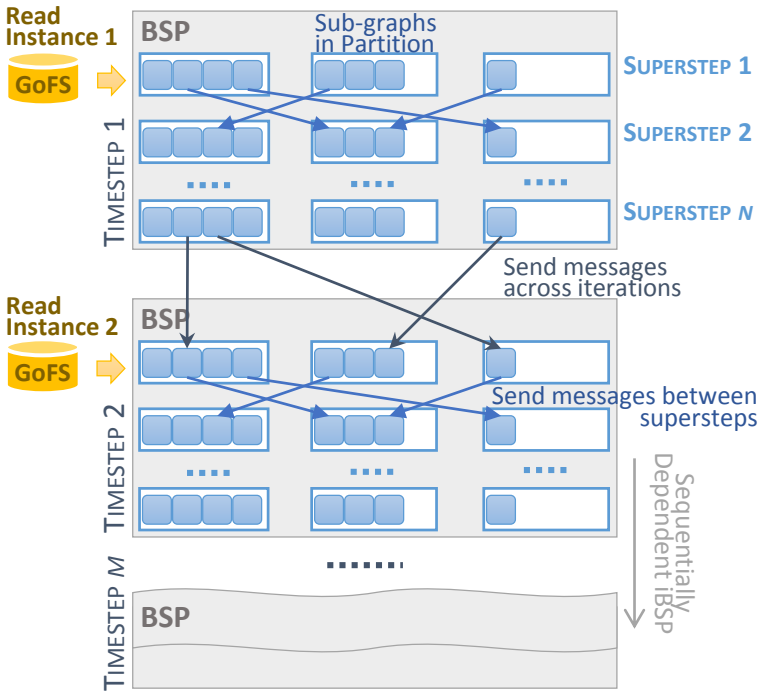 Read
Instance 1
GoFS
BSP
Sub-graphs
in Partition
SUPERSTEP 1
SUPERSTEP 2
SUPERSTEP N
TIMESTEP 1
Send messages
across iterations
Read
Instance 2
GoFS
BSP
Send messages between
supersteps
TIMESTEP 2
Sequentially
Dependent iBSP
TIMESTEP M
BSP